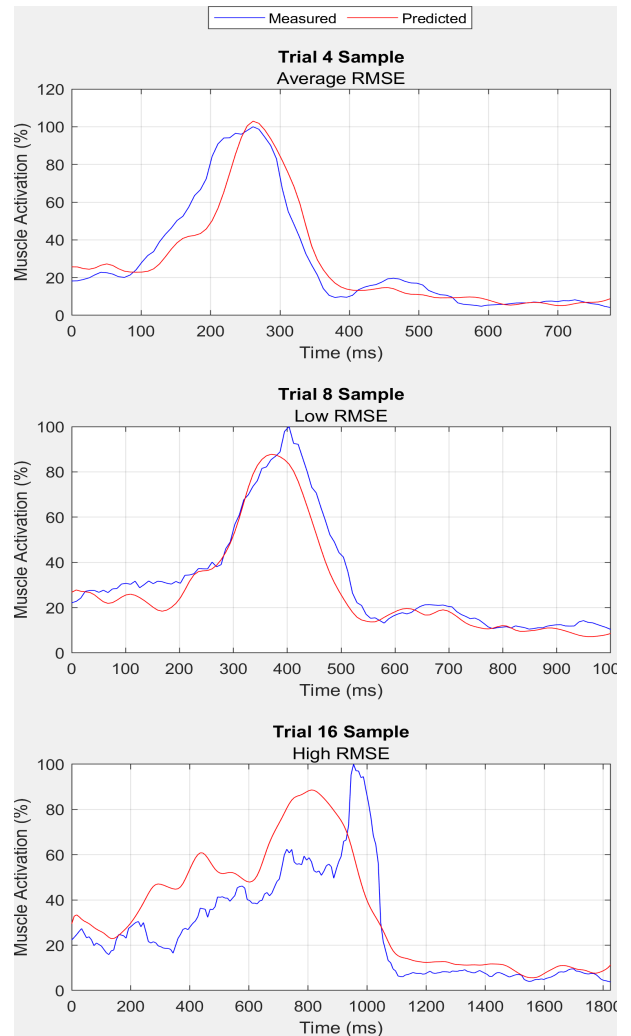 Measured Predicted
Trial 4 Sample
Average RMSE
120
100
80
60
40
20
0
Muscle Activation (%)
0 100 200 300 400 500 600 700
Time (ms)
Trial 8 Sample
Low RMSE
100
80
60
40
20
0
Muscle Activation (%)
0 100 200 300 400 500 600 700 800 900 1000
Time (ms)
Trial 16 Sample
High RMSE
100
80
60
40
20
0
Muscle Activation (%)
0 200 400 600 800 1000 1200 1400 1600 1800
Time (ms)